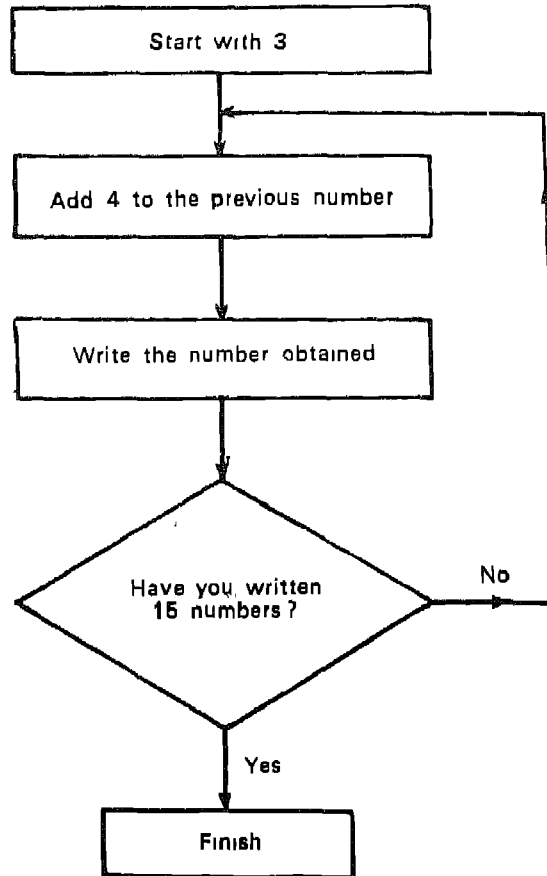 Start with 3
Add 4 to the previous number
Write the number obtained
Have you written
15 numbers?
No
Yes
Finish